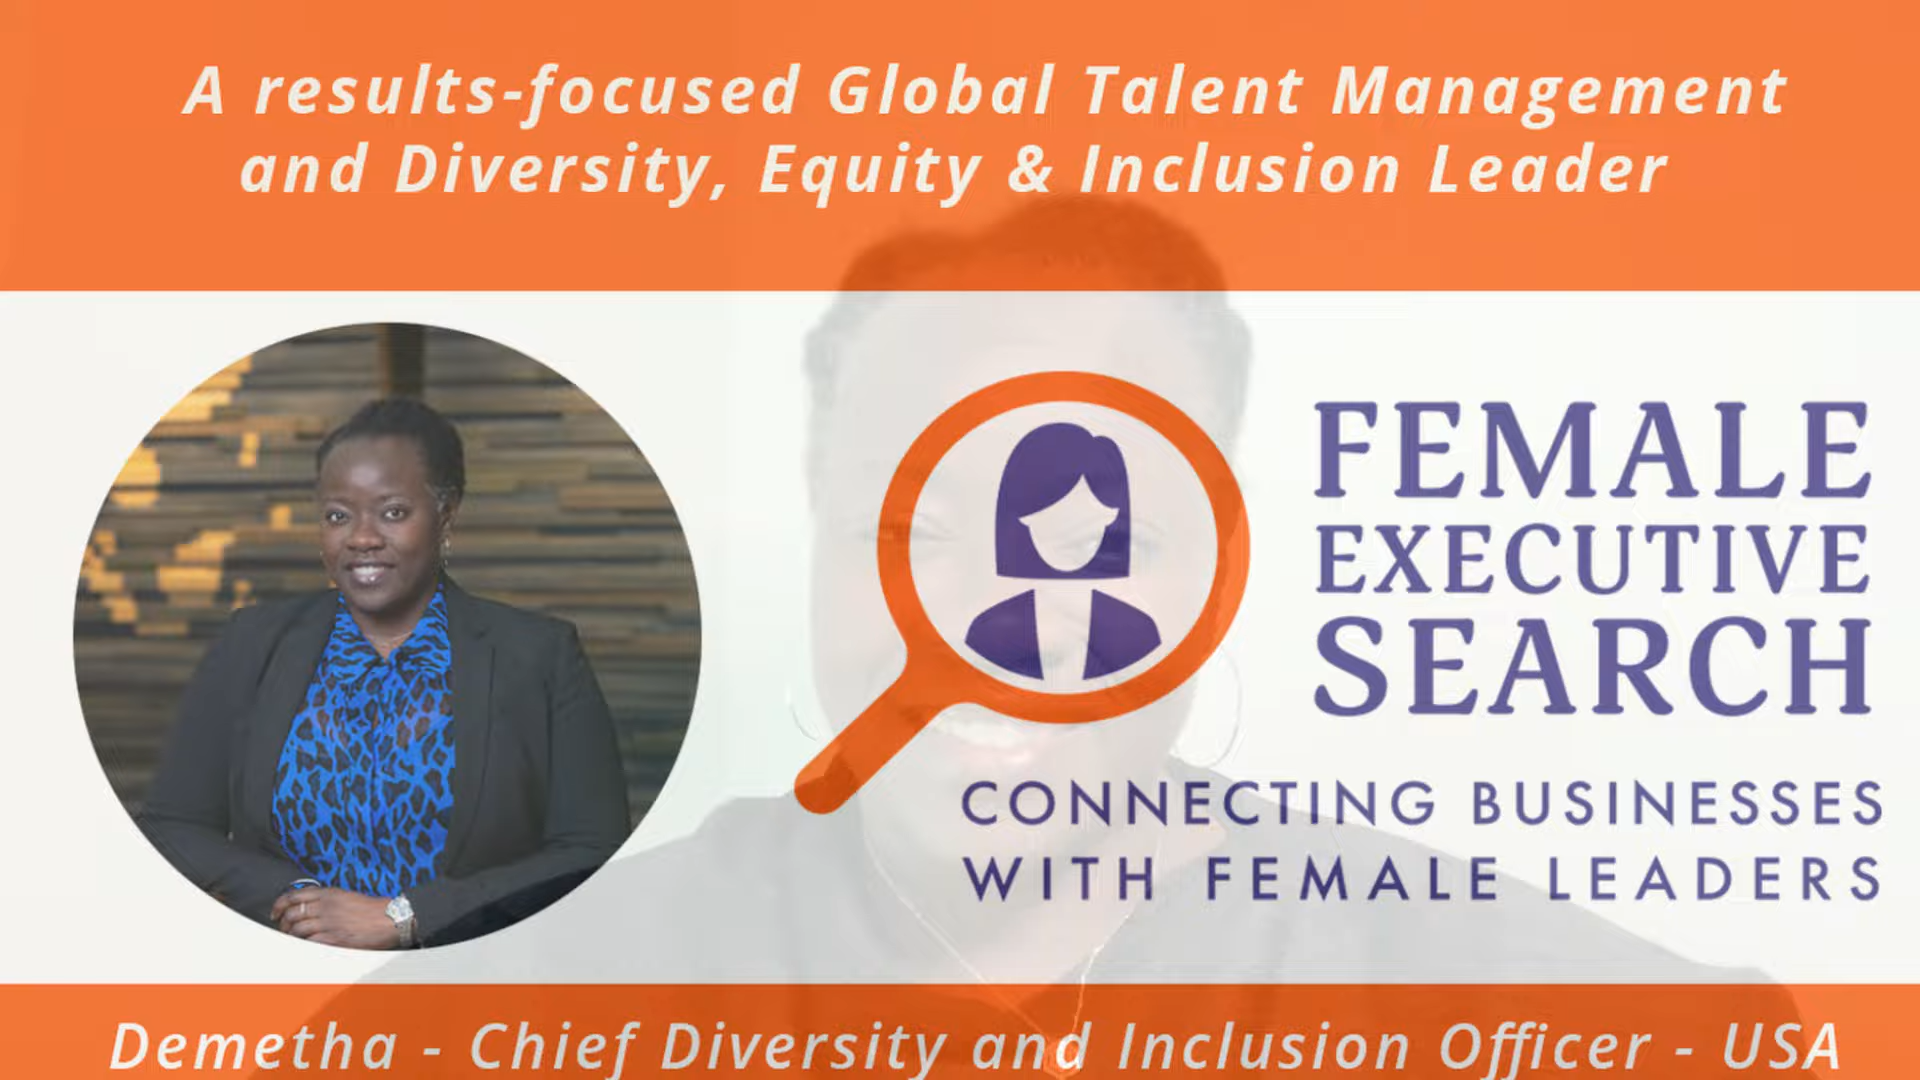 A results-focused Global Talent Management
and Diversity, Equity & Inclusion Leader
FEMALE
EXECUTIVE
SEARCH
CONNECTING BUSINESSES
WITH FEMALE LEADERS
Demetha - Chief Diversity and Inclusion Officer - USA